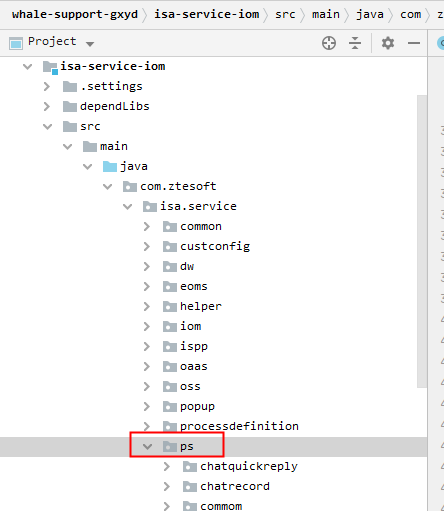 whale-support-gxyd isa-service-iom src main java com z
Project
isa-service-iom
.settings
dependLibs
src
main
java
com.ztesoft
isa.service
common
custconfig
dw
eoms
helper
iom
ispp
oaas
oss
popup
processdefinition
ps
chatquickreply
chatrecord
commom